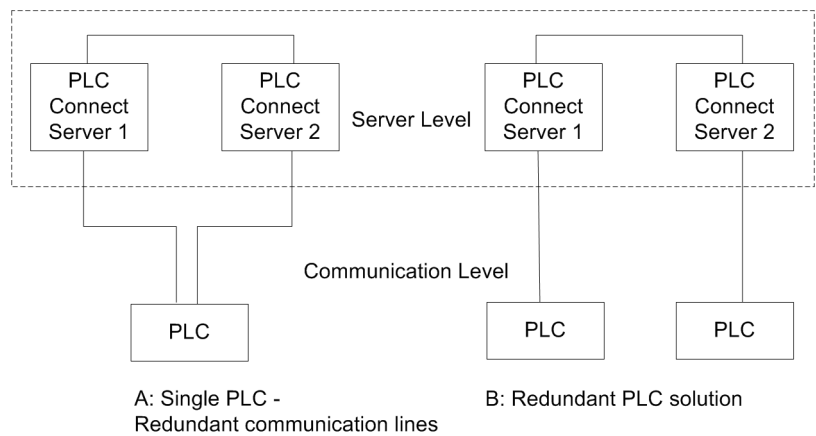 PLC
Connect
Server 1
PLC
Connect
Server 2
Server Level
PLC
Connect
Server 1
PLC
Connect
Server 2
Communication Level
PLC
PLC
PLC
A: Single PLC -
Redundant communication lines
B: Redundant PLC solution